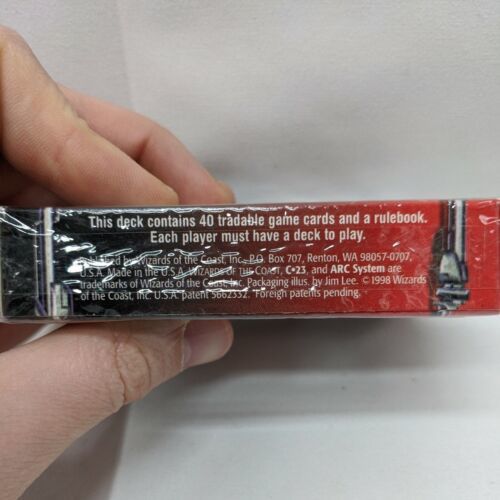 This deck contains 40 tradable game cards and a rulebook.
Each player must have a deck to play.
Published by Wizards of the Coast, Inc., P.O. Box 707, Renton, WA 98057-0707,
U.S.A. Made in the U.S.A. WIZARDS OF THE COAST, C•23, and ARC System are
trademarks of Wizards of the Coast, Inc. Packaging illus. by Jim Lee. © 1998 Wizards
of the Coast, Inc. U.S.A. patent 5662332. Foreign patents pending.